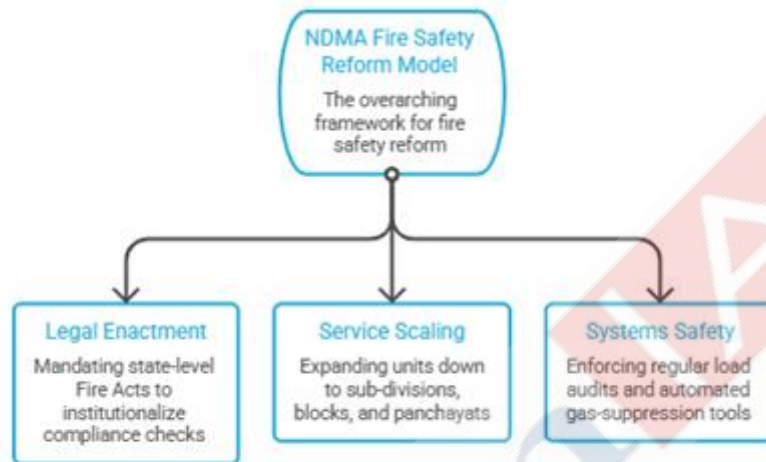 NDMA Fire Safety
Reform Model
The overarching
framework for fire
safety reform
Legal Enactment
Mandating state-level
Fire Acts to
institutionalize
compliance checks
Service Scaling
Expanding units down
to sub-divisions,
blocks, and panchayats
Systems Safety
Enforcing regular load
audits and automated
gas-suppression tools